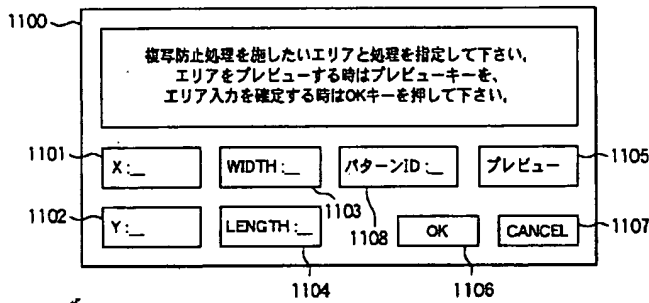 1100
複写防止処理を施したいエリアと処理を指定して下さい。
エリアをプレビューする時はプレビューキーを、
エリア入力を確定する時はOKキーを押して下さい。
1101
X:_
WIDTH:_
パターンID:_
プレビュー
1105
1103
1102
Y:_
LENGTH:_
1108
OK
CANCEL
1107
1104
1106